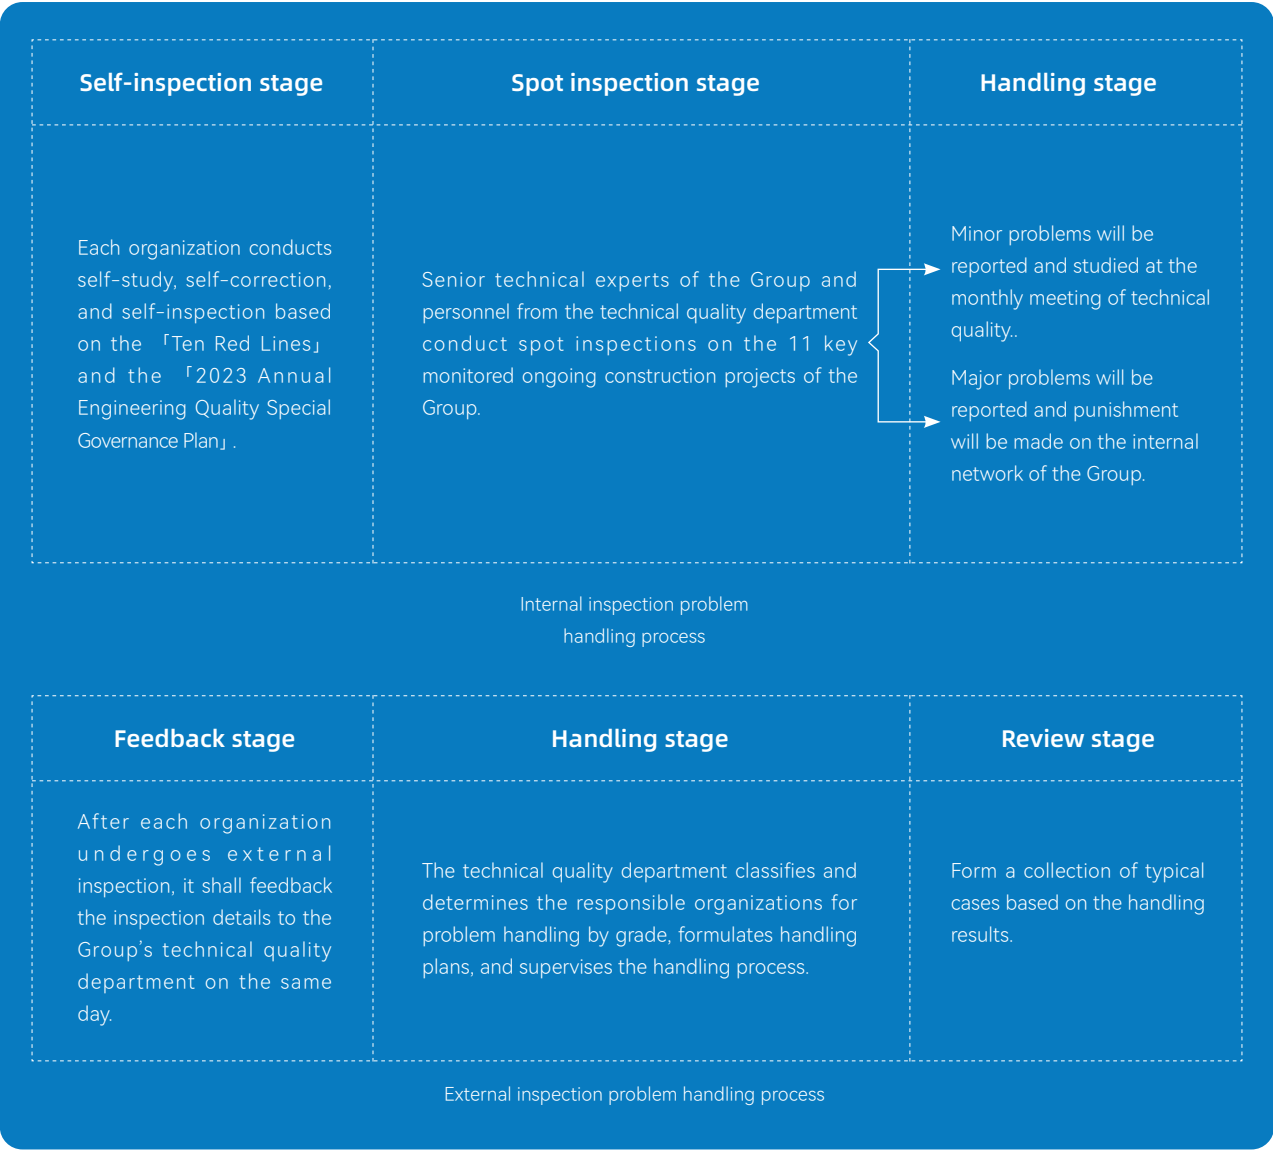 Self-inspection stage
Spot inspection stage
Handling stage
Each organization conducts
self-study, self-correction,
and self-inspection based
on the 「Ten Red Lines」
and the 「2023 Annual
Engineering Quality Special
Governance Plan」.
Senior technical experts of the Group and
personnel from the technical quality department
conduct spot inspections on the 11 key
monitored ongoing construction projects of the
Group.
Minor problems will be
reported and studied at the
monthly meeting of technical
quality..
Major problems will be
reported and punishment
will be made on the internal
network of the Group.
Internal inspection problem
handling process
Feedback stage
Handling stage
Review stage
After each organization
undergoes external
inspection, it shall feedback
the inspection details to the
Group's technical quality
department on the same
day.
The technical quality department classifies and
determines the responsible organizations for
problem handling by grade, formulates handling
plans, and supervises the handling process.
Form a collection of typical
cases based on the handling
results.
External inspection problem handling process